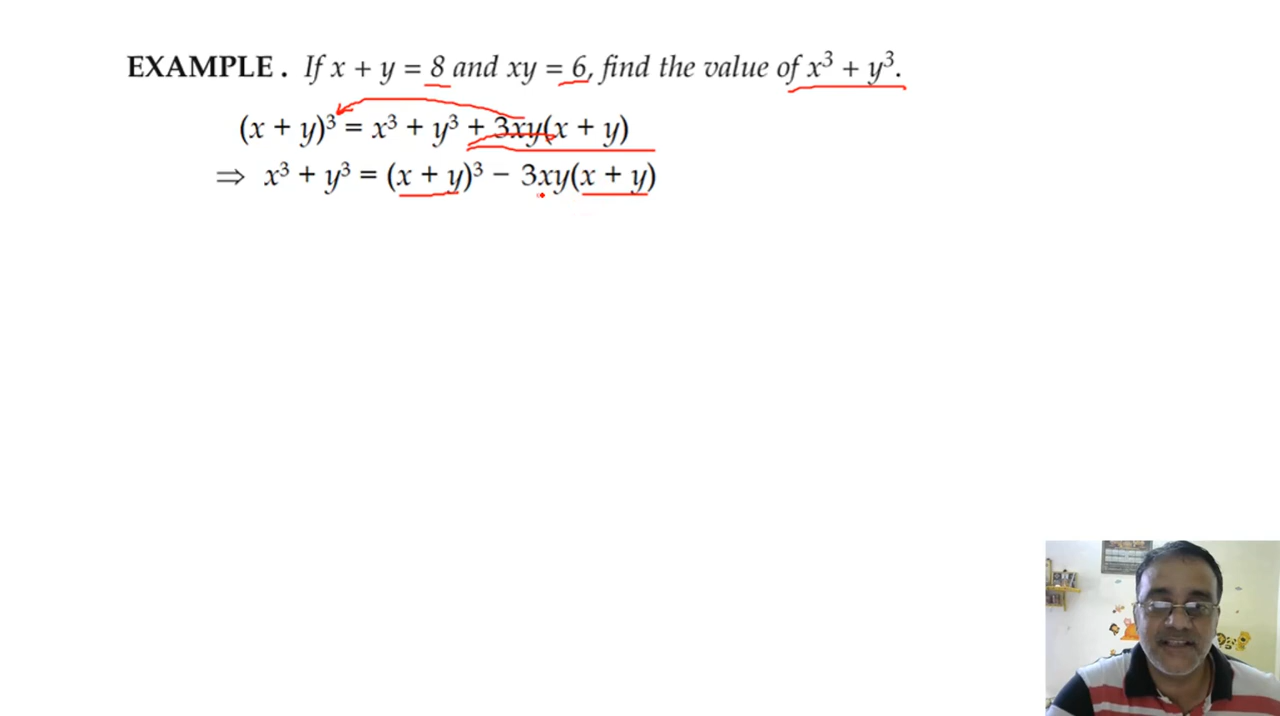 EXAMPLE. If x + y = 8 and xy = 6, find the value of x³ + y³.
(x + y)³ = x³ + y³ + 3xy(x + y)
⇒ x³ + y³ = (x + y)³ − 3xy(x + y)